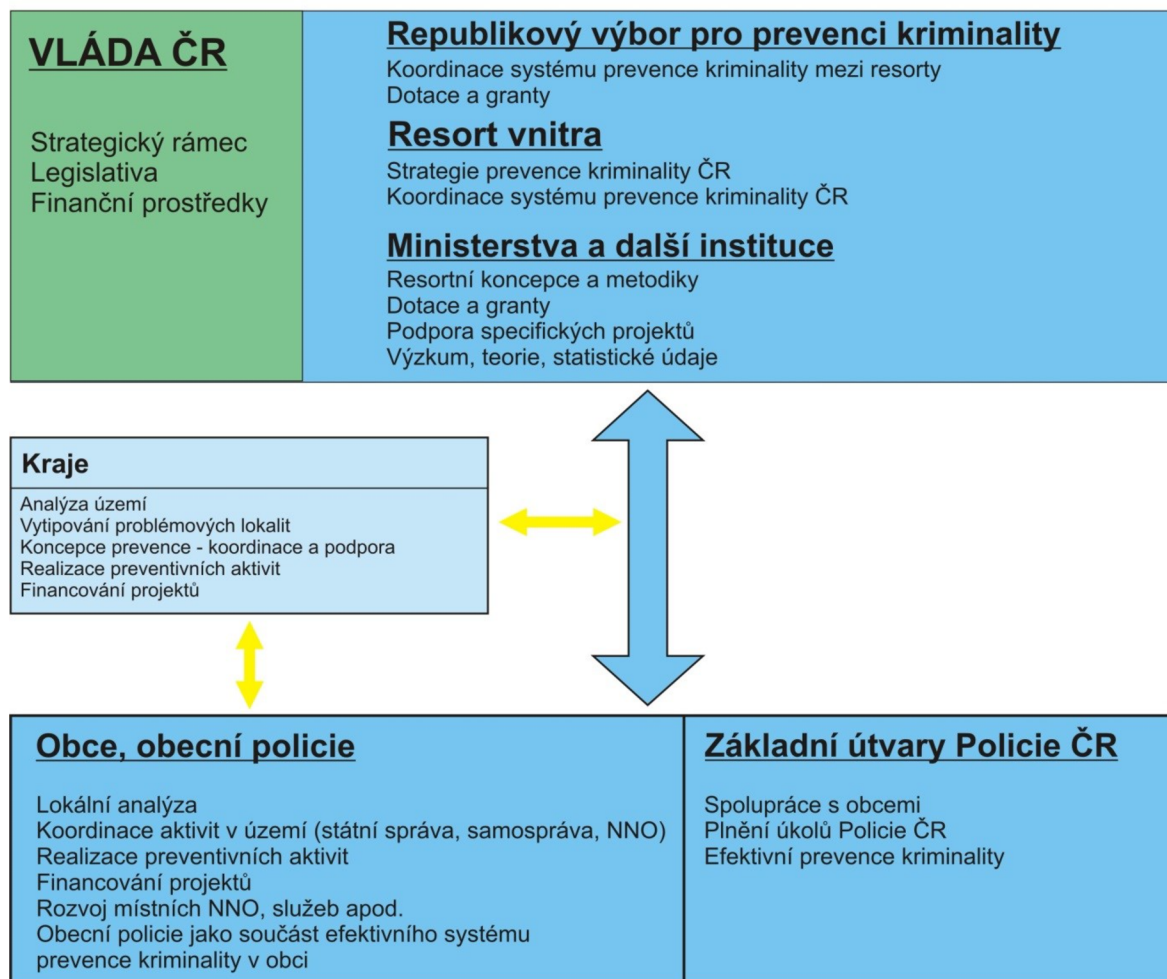 VLÁDA ČR
Strategický rámec
Legislativa
Finanční prostředky
Republikový výbor pro prevenci kriminality
Koordinace systému prevence kriminality mezi resorty
Dotace a granty
Resort vnitra
Strategie prevence kriminality ČR
Koordinace systému prevence kriminality ČR
Ministerstva a další instituce
Resortní koncepce a metodiky
Dotace a granty
Podpora specifických projektů
Výzkum, teorie, statistické údaje
Kraje
Analýza území
Vytipování problémových lokalit
Koncepce prevence - koordinace a podpora
Realizace preventivních aktivit
Financování projektů
Obce, obecní policie
Lokální analýza
Koordinace aktivit v území (státní správa, samospráva, NNO)
Realizace preventivních aktivit
Financování projektů
Rozvoj místních NNO, služeb apod.
Obecní policie jako součást efektivního systému
prevence kriminality v obci
Základní útvary Policie ČR
Spolupráce s obcemi
Plnění úkolů Policie ČR
Efektivní prevence kriminality